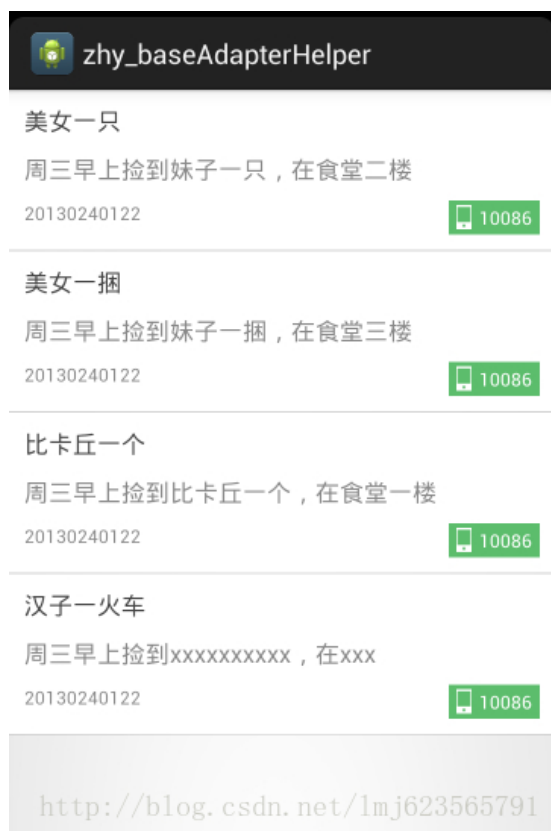 zhy_baseAdapterHelper
美女一只
周三早上捡到妹子一只，在食堂二楼
20130240122 10086
美女一捆
周三早上捡到妹子一捆，在食堂三楼
20130240122 10086
比卡丘一个
周三早上捡到比卡丘一个，在食堂一楼
20130240122 10086
汉子一火车
周三早上捡到xxxxxxxxxx，在xxx
20130240122 10086
http://blog.csdn.net/lmj623565791